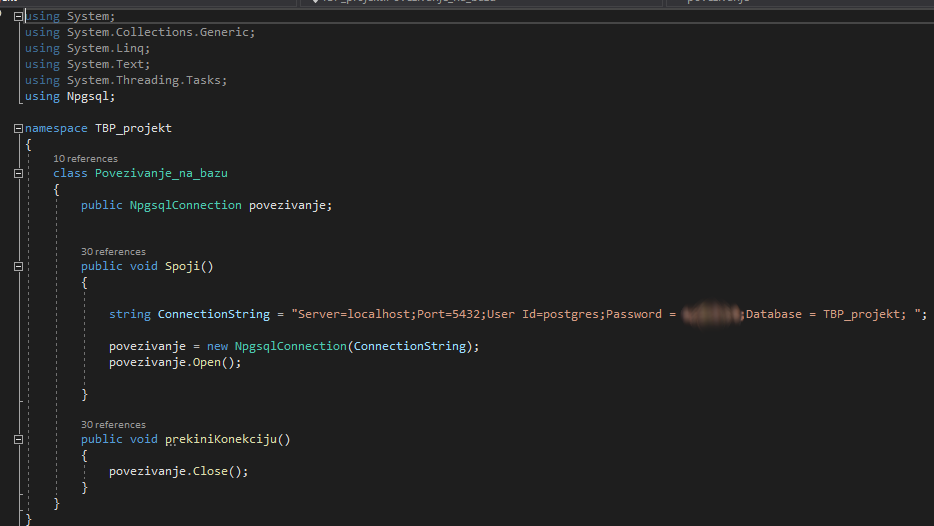 using System;
using System.Collections.Generic;
using System.Linq;
using System.Text;
using System.Threading.Tasks;
using Npgsql;
namespace TBP_projekt
{
10 references
class Povezivanje_na_bazu
{
public NpgsqlConnection povezivanje;
30 references
public void Spoji()
{
string ConnectionString = "Server=localhost;Port=5432;User Id=postgres;Password = ;Database = TBP_projekt; ";
povezivanje = new NpgsqlConnection(ConnectionString);
povezivanje.Open();
}
30 references
public void prekiniKonekciju()
{
povezivanje.Close();
}
}
}